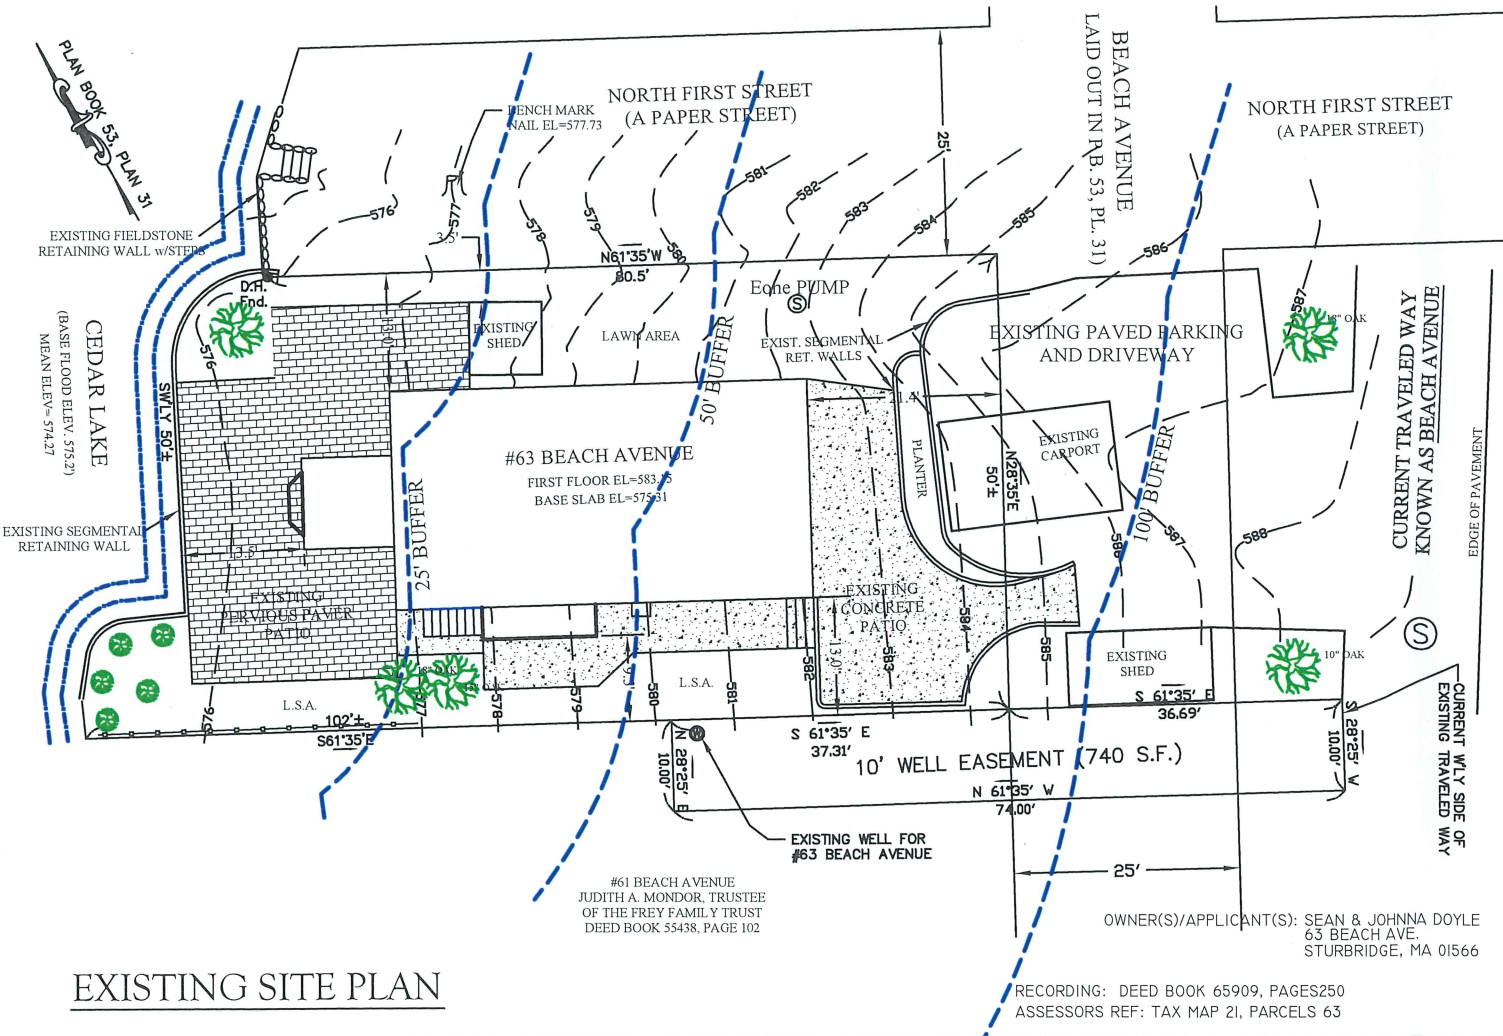 PLAN BOOK 53, PLAN 31
BENCH MARK
NAIL EL=577.73
NORTH FIRST STREET
(A PAPER STREET)
25'
BEACH AVENUE
LAID OUT IN P.B. 53, PL. 31)
NORTH FIRST STREET
(A PAPER STREET)
EXISTING FIELDSTONE
RETAINING WALL w/STEPS
576
577
578
579
580
581
582
583
584
585
586
587
3.5'
N61°35'W
80.5'
D.H.
Fnd.
576
13.0'
EXISTING
SHED
LAWN AREA
Eone PUMP
S
EXIST. SEGMENTAL
RET. WALLS
EXISTING PAVED PARKING
AND DRIVEWAY
18" OAK
CURRENT TRAVELED WAY
KNOWN AS BEACH AVENUE
EDGE OF PAVEMENT
CEDAR LAKE
(BASE FLOOD ELEV. 575.2')
MEAN ELEV= 574.27
SW'LY 50'±
50' BUFFER
#63 BEACH AVENUE
FIRST FLOOR EL=583.15
BASE SLAB EL=575.31
PLANTER
N28°35'E
50'±
EXISTING
CARPORT
100' BUFFER
586
587
588
EXISTING SEGMENTAL
RETAINING WALL
13.5'
25' BUFFER
EXISTING
PERVIOUS PAVER
PATIO
EXISTING
CONCRETE
PATIO
13.0'
584
583
585
582
EXISTING
SHED
10" OAK
S
18" OAK
L.S.A.
L.S.A.
576
577
578
579
580
581
102'±
S61°35'E
S 61°35' E
37.31'
S 61°35' E
36.69'
N 28°25' E
10.00'
W
10' WELL EASEMENT (740 S.F.)
N 61°35' W
74.00'
S 28°25' W
10.00'
CURRENT W'LY SIDE OF
EXISTING TRAVELED WAY
EXISTING WELL FOR
#63 BEACH AVENUE
25'
#61 BEACH AVENUE
JUDITH A. MONDOR, TRUSTEE
OF THE FREY FAMILY TRUST
DEED BOOK 55438, PAGE 102
OWNER(S)/APPLICANT(S): SEAN & JOHNNA DOYLE
63 BEACH AVE.
STURBRIDGE, MA 01566
EXISTING SITE PLAN
RECORDING: DEED BOOK 65909, PAGES250
ASSESSORS REF: TAX MAP 21, PARCELS 63